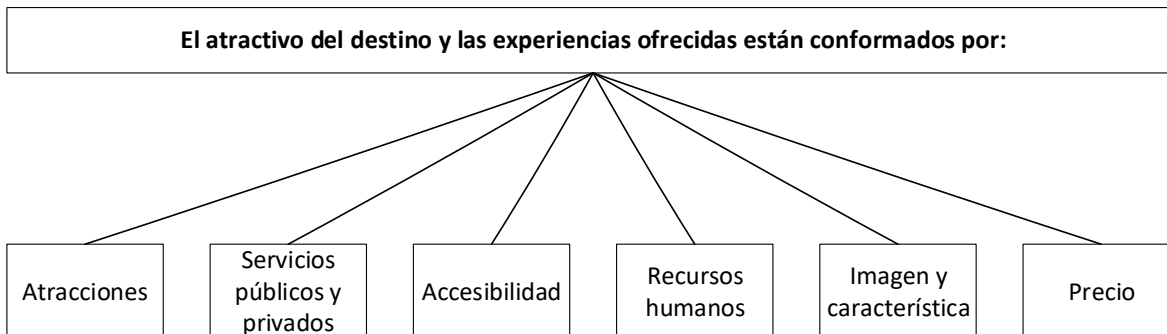 El atractivo del destino y las experiencias ofrecidas están conformados por:
Atracciones
Servicios
públicos y
privados
Accesibilidad
Recursos
humanos
Imagen y
característica
Precio